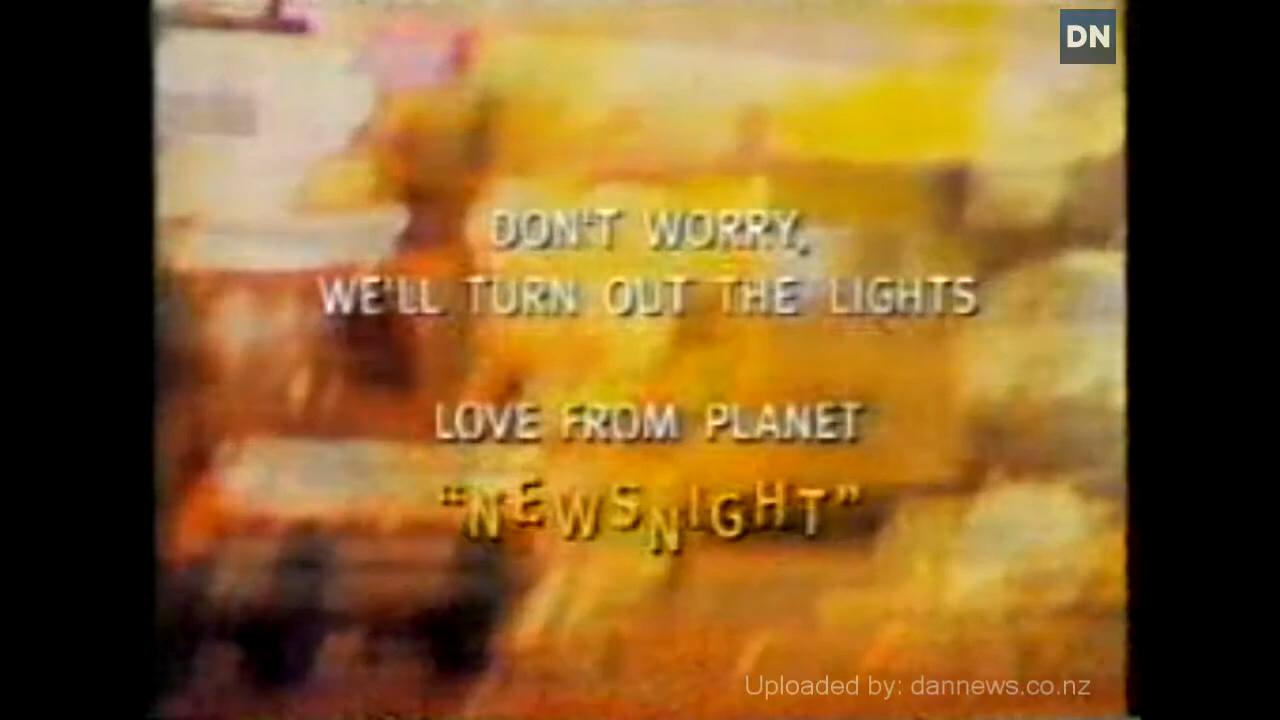 DN
DON'T WORRY,
WE'LL TURN OUT THE LIGHTS
LOVE FROM PLANET
"NEWSNIGHT"
Uploaded by: dannews.co.nz